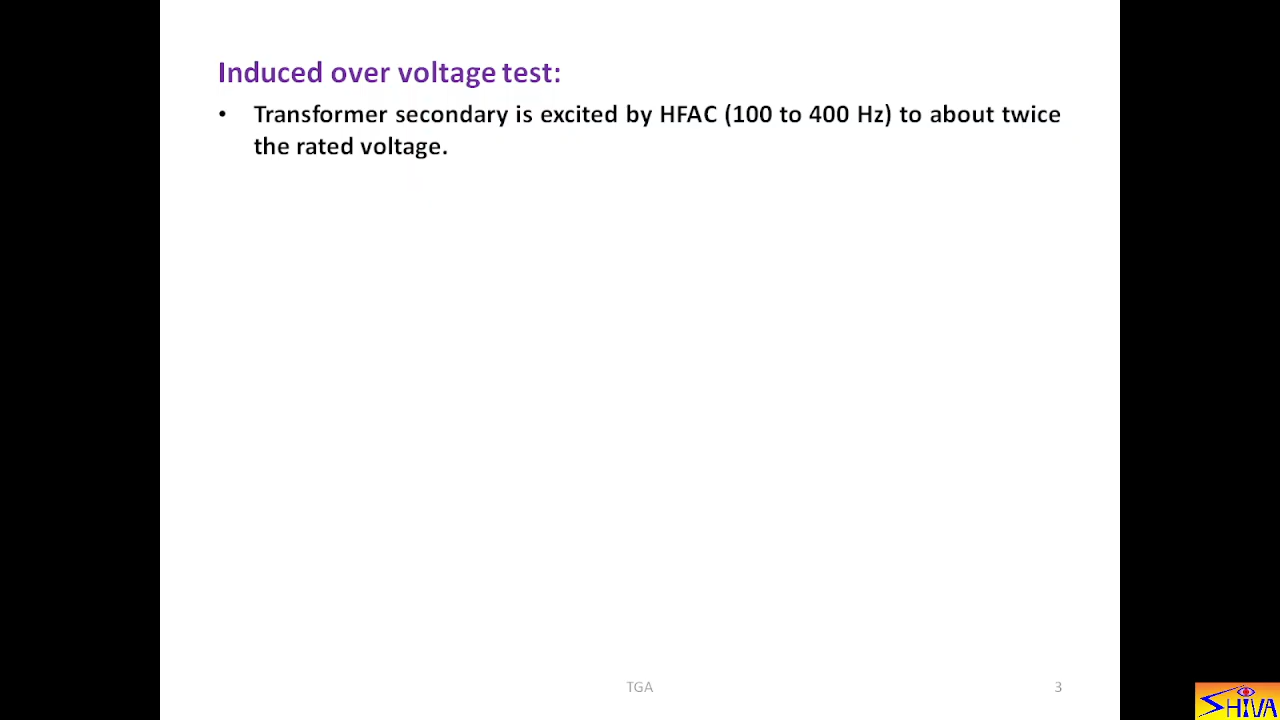 Induced over voltage test:
• Transformer secondary is excited by HFAC (100 to 400 Hz) to about twice
the rated voltage.
TGA
3
SHIVA